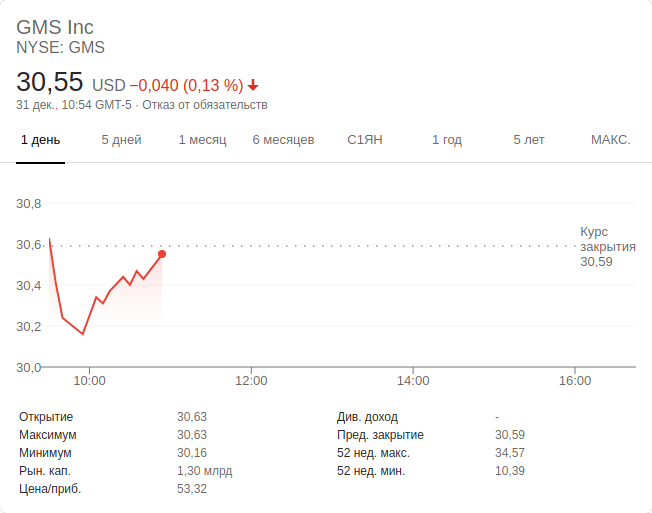 GMS Inc
NYSE: GMS
30,55 USD −0,040 (0,13 %)
31 дек., 10:54 GMT-5 · Отказ от обязательств
1 день 5 дней 1 месяц 6 месяцев С1ЯН 1 год 5 лет МАКС.
30,8
30,6
30,4
30,2
30,0
Курс
закрытия
30,59
10:00 12:00 14:00 16:00
Открытие 30,63
Максимум 30,63
Минимум 30,16
Рын. кап. 1,30 млрд
Цена/приб. 53,32
Див. доход -
Пред. закрытие 30,59
52 нед. макс. 34,57
52 нед. мин. 10,39